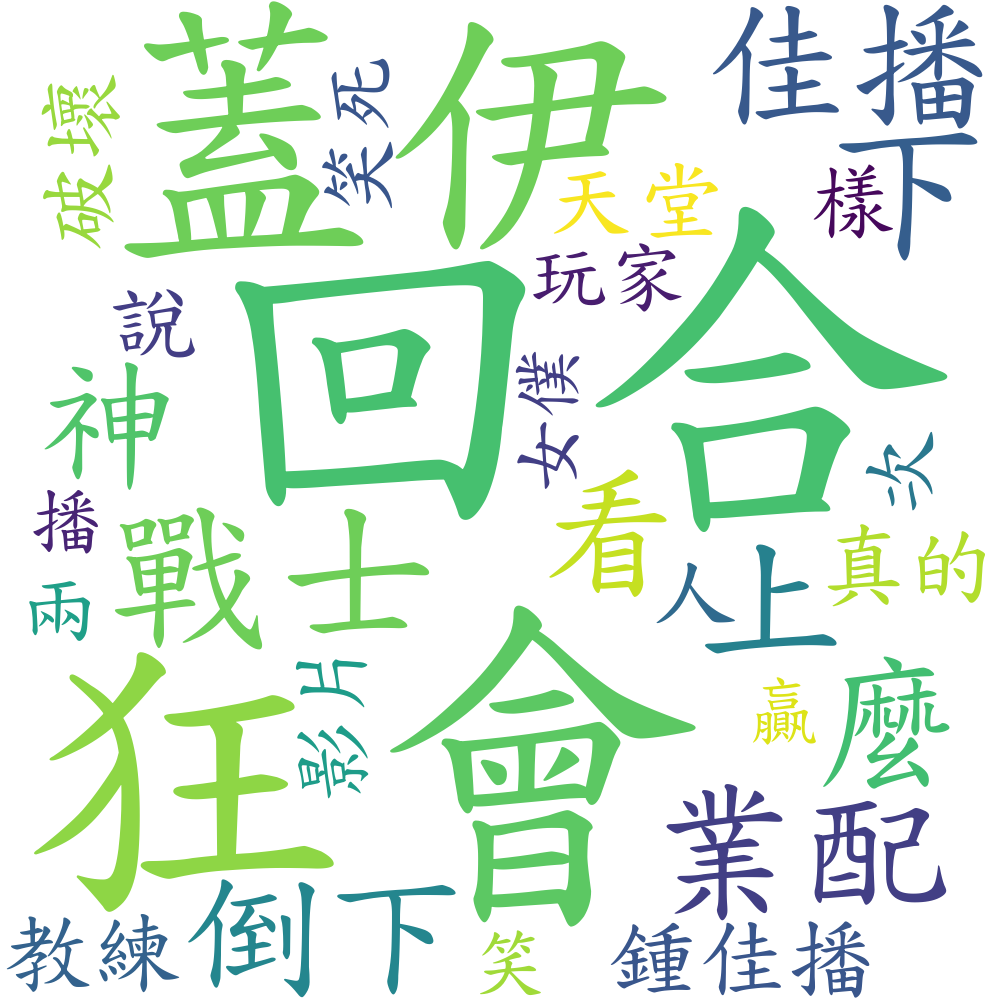 蓋伊
佳播
下
破壞
笑死
天堂
樣
玩家
回合
說
女僕
神
次
播
戰士
看
真的
人
上
兩
狂
會
影片
贏
麼
業配
倒下
教練
笑
鍾佳播